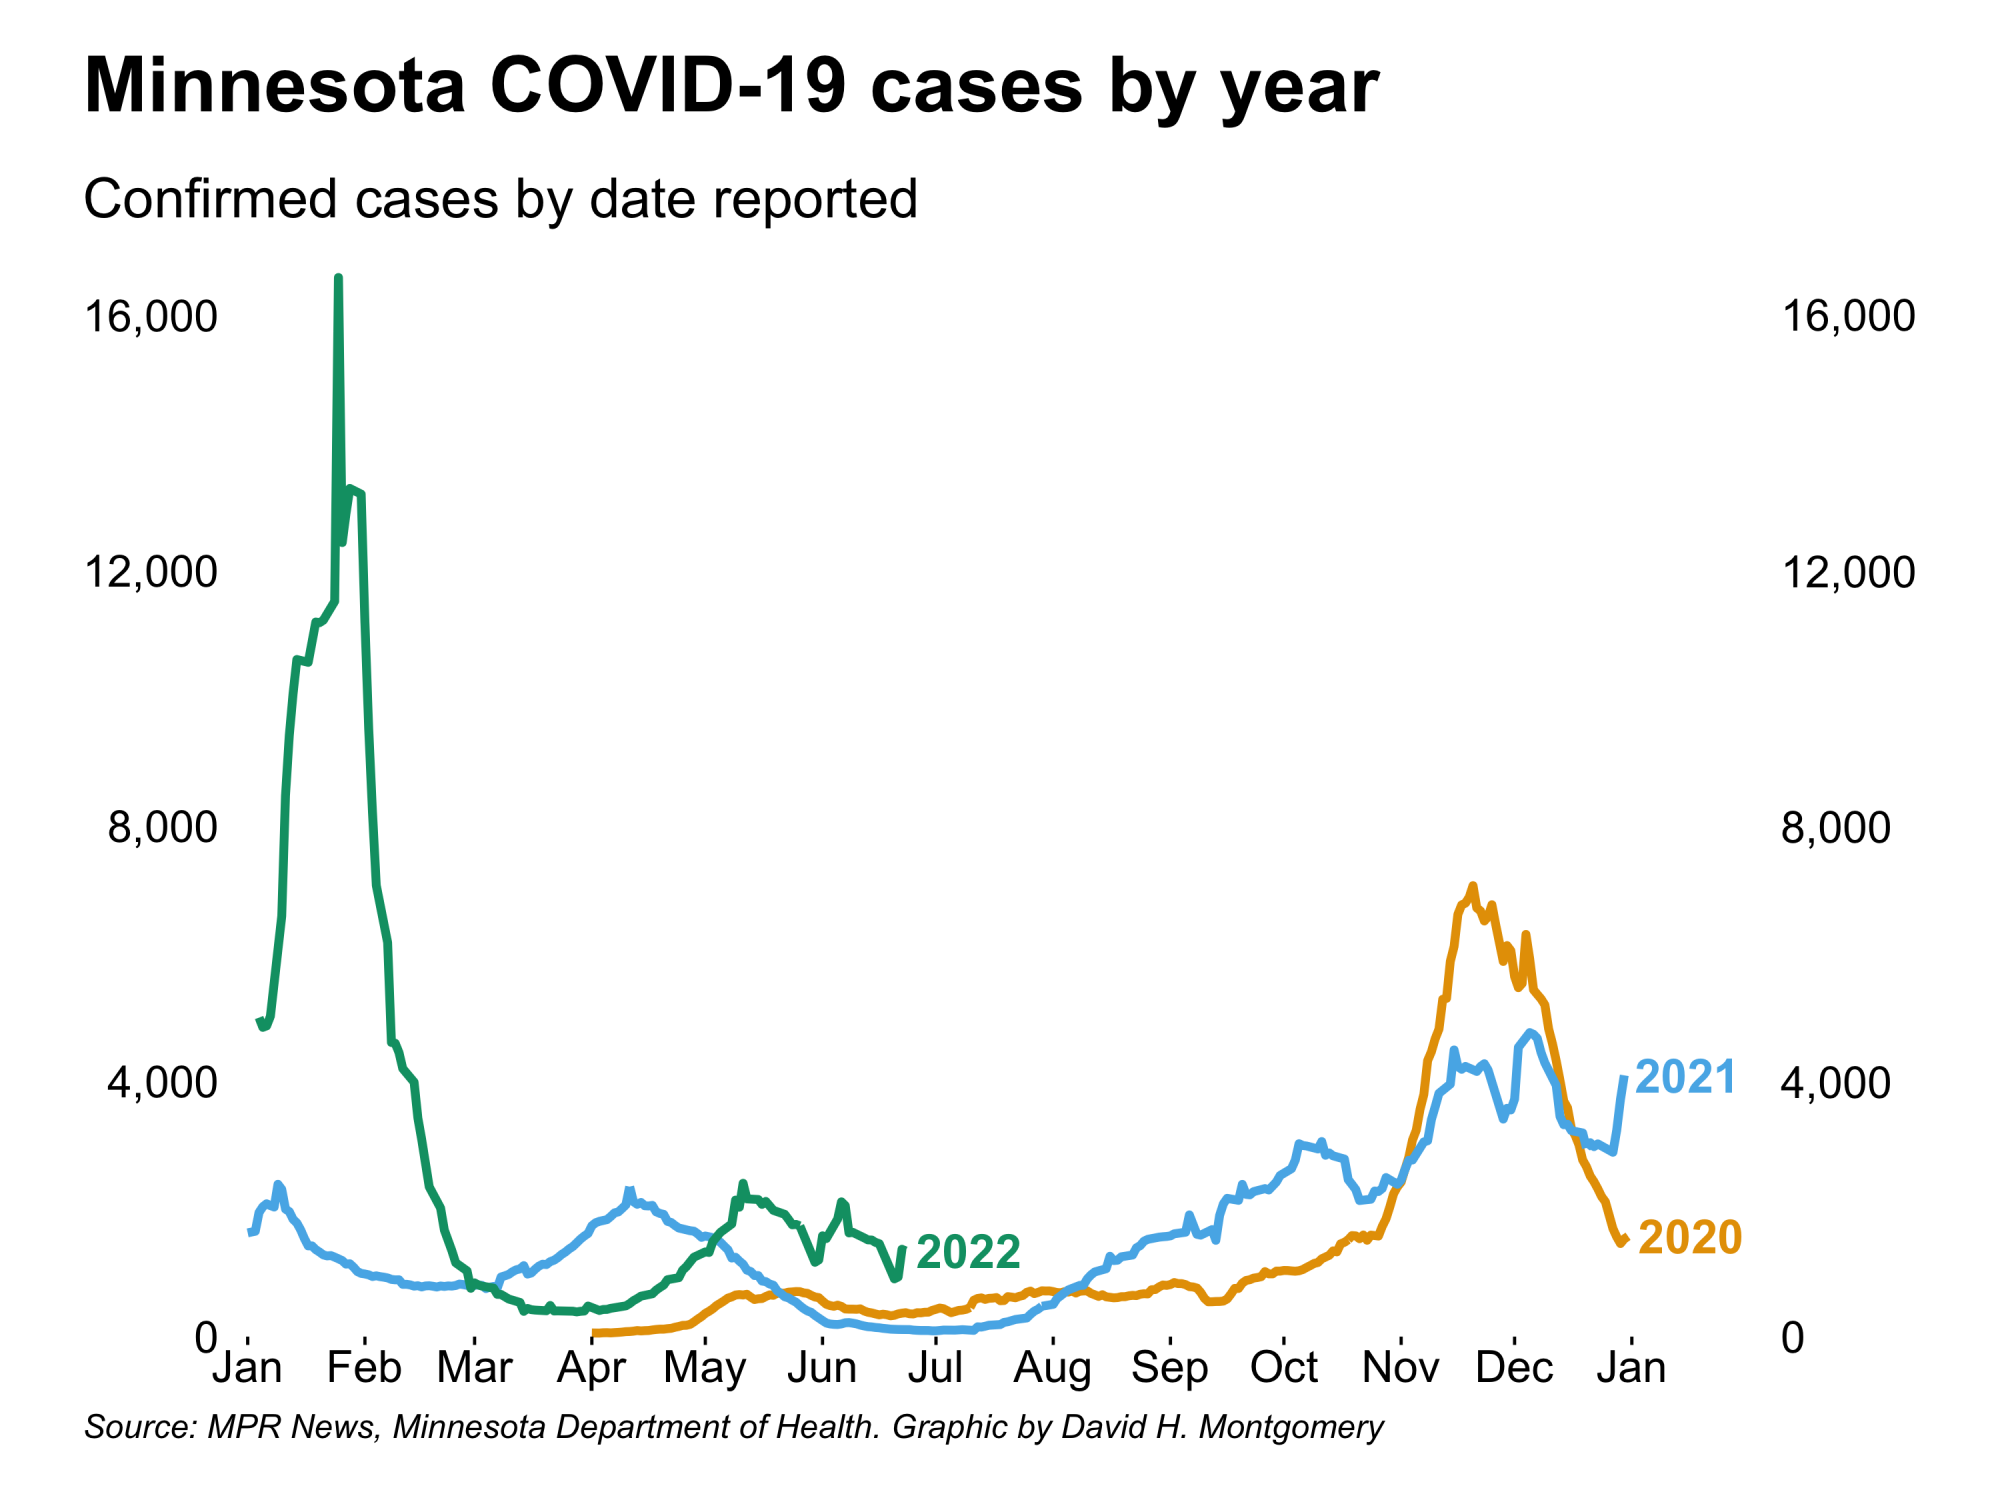 Minnesota COVID-19 cases by year
Confirmed cases by date reported
16,000 16,000
12,000 12,000
8,000 8,000
4,000 2021 4,000
2022 2020
0 0
Jan Feb Mar Apr May Jun Jul Aug Sep Oct Nov Dec Jan
Source: MPR News, Minnesota Department of Health. Graphic by David H. Montgomery